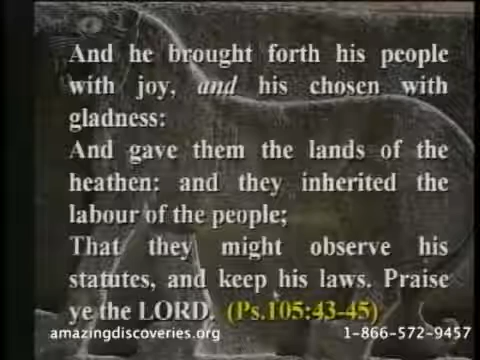 And he brought forth his people
with joy, and his chosen with
gladness:
And gave them the lands of the
heathen: and they inherited the
labour of the people;
That they might observe his
statutes, and keep his laws. Praise
ye the LORD. (Ps.105:43-45)
amazingdiscoveries.org 1-866-572-9457